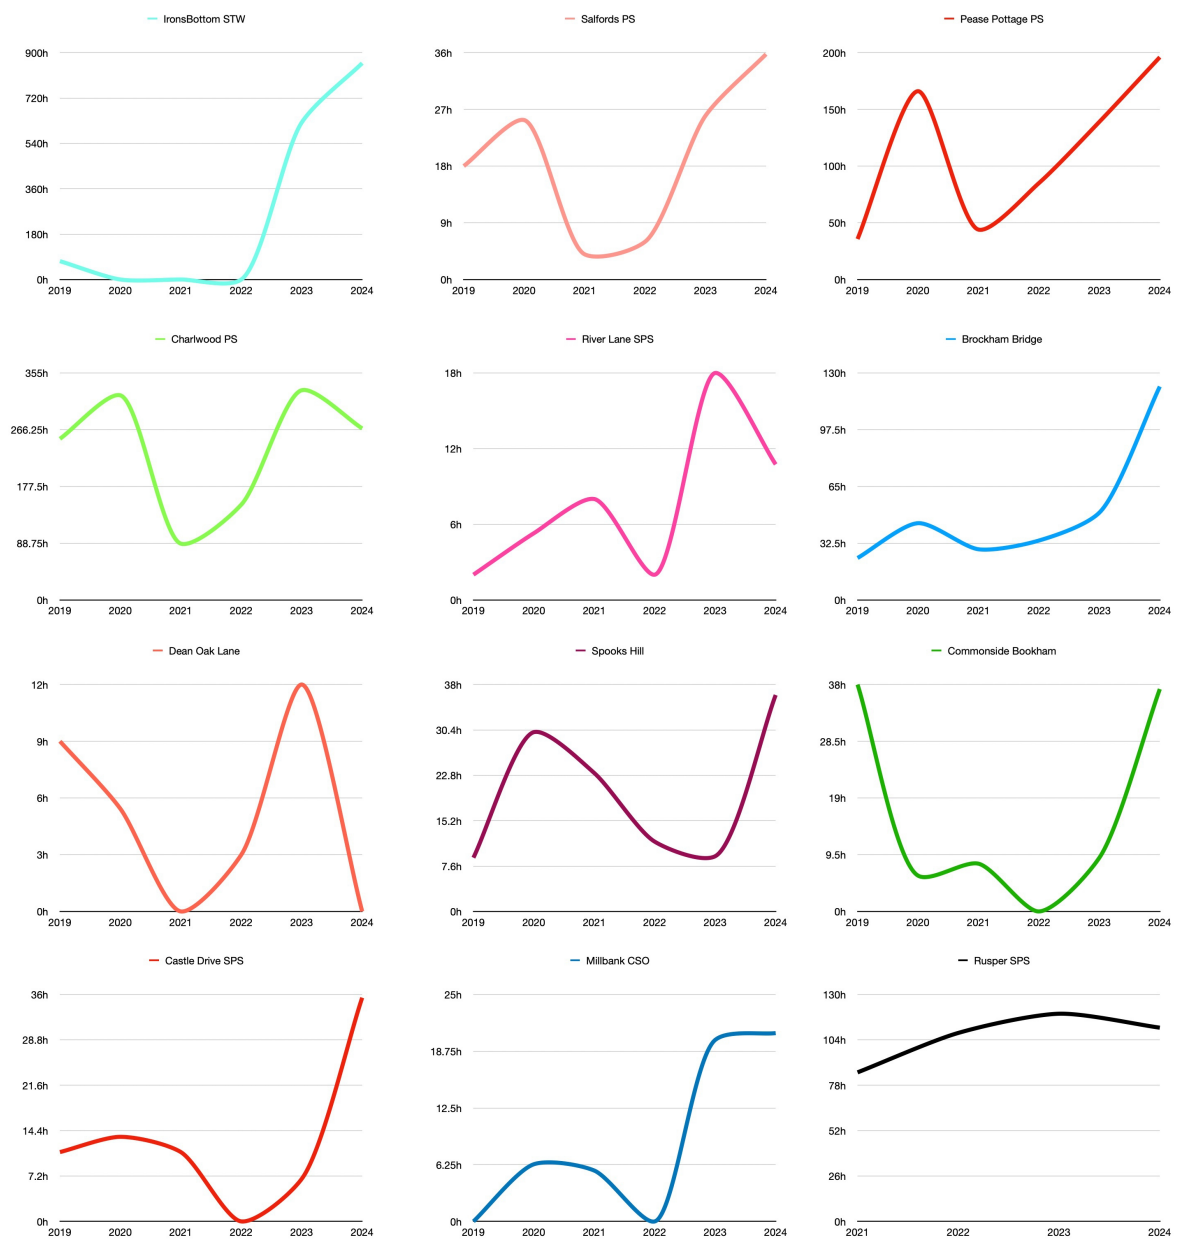 IronsBottom STW
900h
720h
540h
360h
180h
0h
2019 2020 2021 2022 2023 2024
Salfords PS
36h
27h
18h
9h
0h
2019 2020 2021 2022 2023 2024
Pease Pottage PS
200h
150h
100h
50h
0h
2019 2020 2021 2022 2023 2024
Charlwood PS
355h
266.25h
177.5h
88.75h
0h
2019 2020 2021 2022 2023 2024
River Lane SPS
18h
12h
6h
0h
2019 2020 2021 2022 2023 2024
Brockham Bridge
130h
97.5h
65h
32.5h
0h
2019 2020 2021 2022 2023 2024
Dean Oak Lane
12h
9h
6h
3h
0h
2019 2020 2021 2022 2023 2024
Spooks Hill
38h
30.4h
22.8h
15.2h
7.6h
0h
2019 2020 2021 2022 2023 2024
Commonside Bookham
38h
28.5h
19h
9.5h
0h
2021 2020 2021 2022 2023 2024
Castle Drive SPS
36h
28.8h
21.6h
14.4h
7.2h
0h
2019 2020 2021 2022 2023 2024
Millbank CSO
25h
18.75h
12.5h
6.25h
0h
2019 2020 2021 2022 2023 2024
Rusper SPS
130h
104h
78h
52h
26h
0h
2021 2022 2023 2024